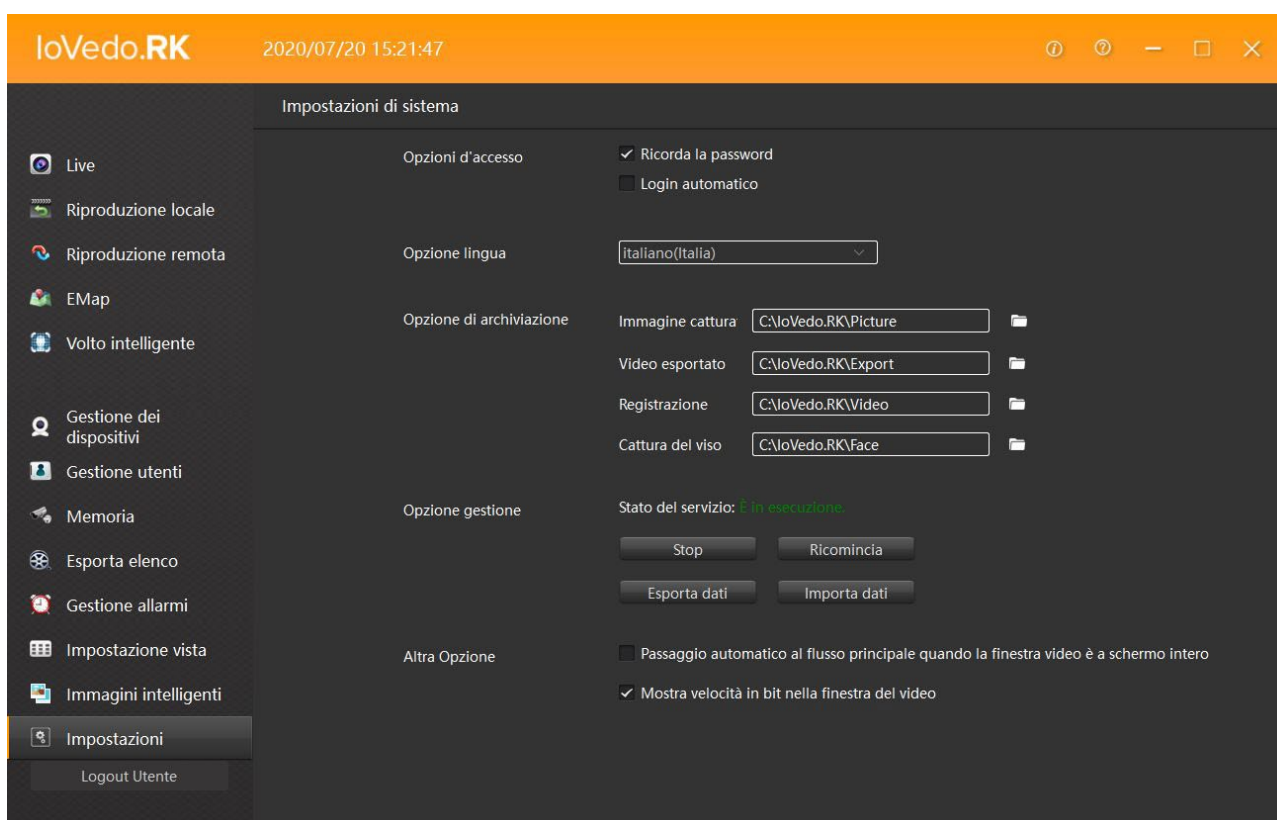 IoVedo.RK
2020/07/20 15:21:47
Impostazioni di sistema
Live
Riproduzione locale
Riproduzione remota
EMap
Volto intelligente
Gestione dei
dispositivi
Gestione utenti
Memoria
Esporta elenco
Gestione allarmi
Impostazione vista
Immagini intelligenti
Impostazioni
Logout Utente
Opzioni d'accesso
Ricorda la password
Login automatico
Opzione lingua
italiano(Italia)
Opzione di archiviazione
Immagine cattura C:\IoVedo.RK\Picture
Video esportato C:\IoVedo.RK\Export
Registrazione C:\IoVedo.RK\Video
Cattura del viso C:\IoVedo.RK\Face
Opzione gestione
Stato del servizio: È in esecuzione.
Stop Ricomincia
Esporta dati Importa dati
Altra Opzione
Passaggio automatico al flusso principale quando la finestra video è a schermo intero
Mostra velocità in bit nella finestra del video